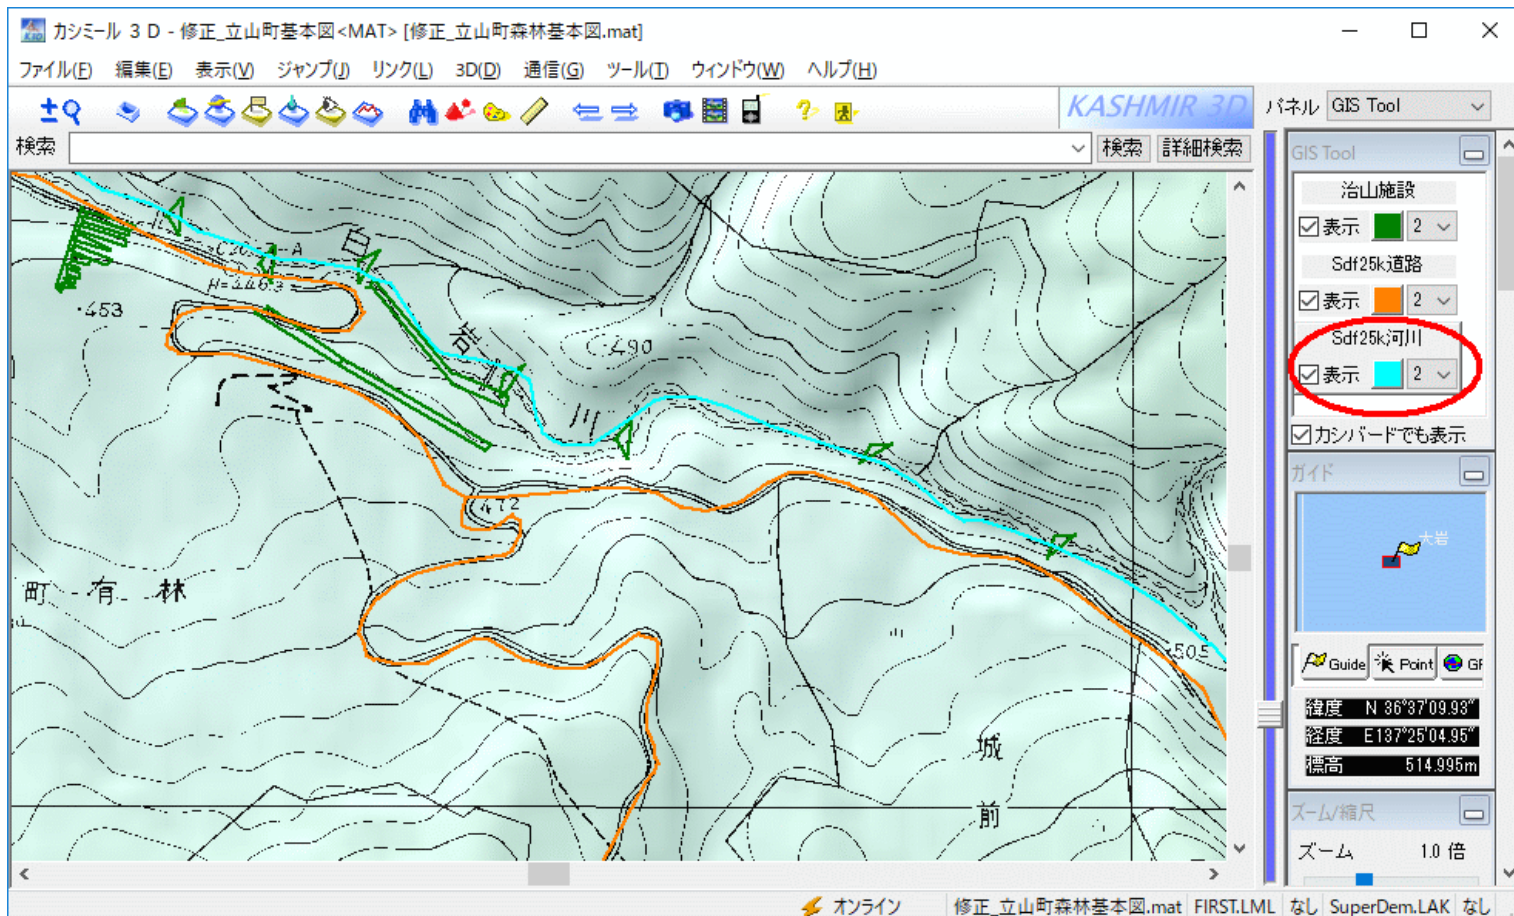 カシミール 3 D - 修正_立山町基本図<MAT> [修正_立山町森林基本図.mat]
ファイル(F) 編集(E) 表示(V) ジャンプ(J) リンク(L) 3D(D) 通信(G) ツール(T) ウィンドウ(W) ヘルプ(H)
KASHMIR 3D
パネル GIS Tool
検索 検索 詳細検索
GIS Tool
治山施設
表示 2
Sdf25k道路
表示 2
Sdf25k河川
表示 2
カシバードでも表示
ガイド
大岩
Guide Point GF
緯度 N 36°37'09.93"
経度 E137°25'04.95"
標高 514.995m
ズーム/縮尺
ズーム 1.0 倍
白
岩
川
·453
490
472
町 有 林
505
城
前
オンライン 修正_立山町森林基本図.mat FIRST.LML なし SuperDem.LAK なし